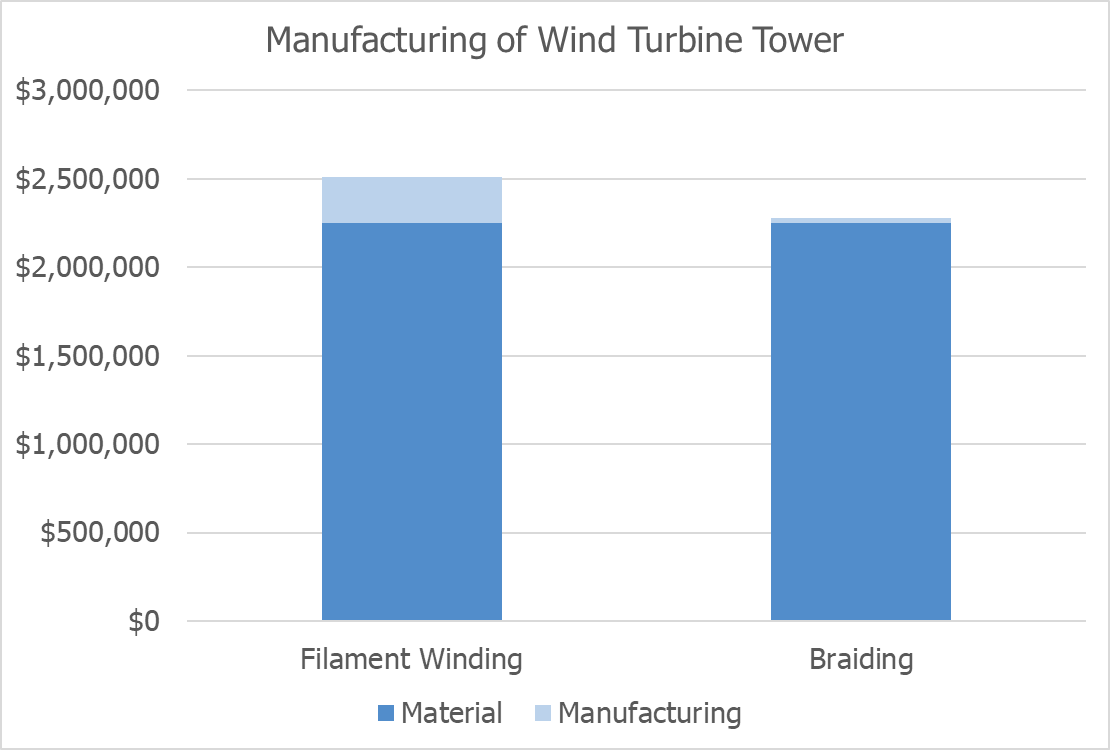 Manufacturing of Wind Turbine Tower
$3,000,000
$2,500,000
$2,000,000
$1,500,000
$1,000,000
$500,000
$0
Filament Winding Braiding
Material Manufacturing